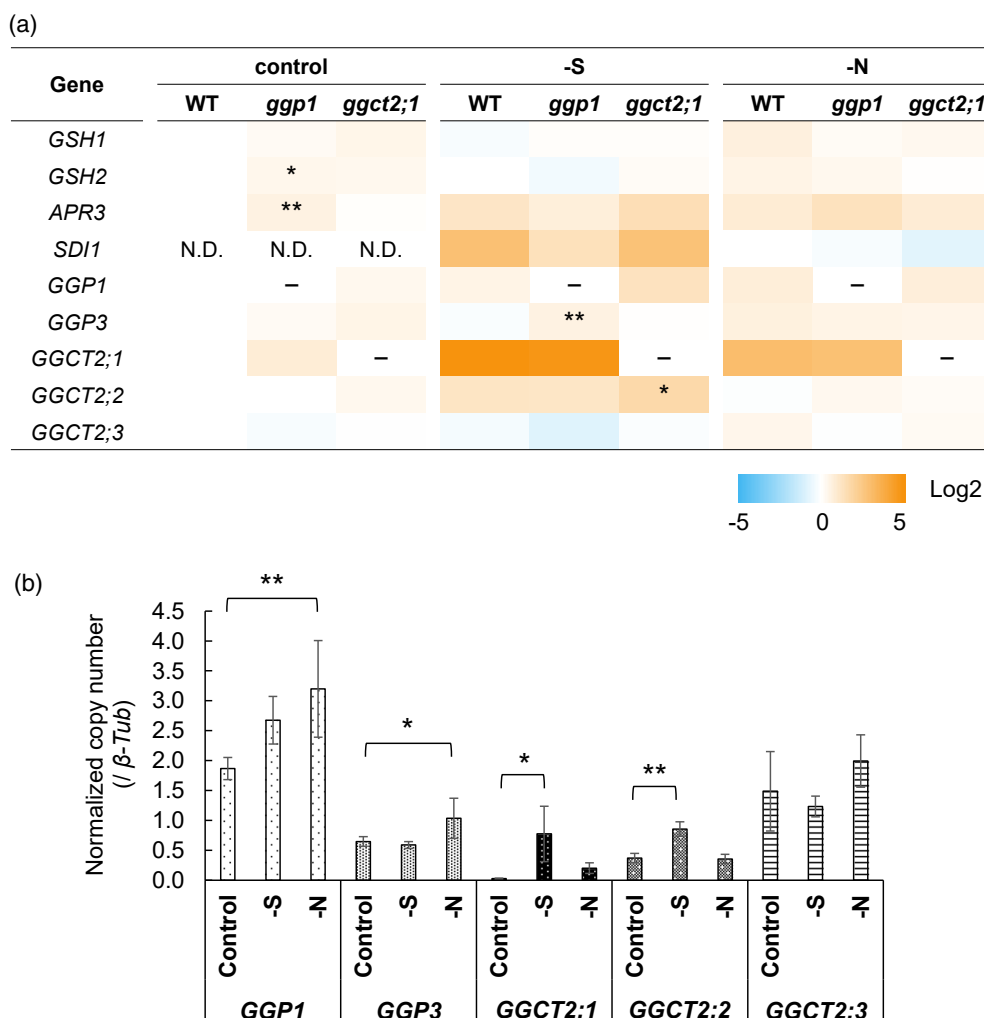 (a)
Gene control -S -N
WT ggp1 ggct2;1 WT ggp1 ggct2;1 WT ggp1 ggct2;1
GSH1
GSH2 *
APR3 **
SDI1 N.D. N.D. N.D.
GGP1 – – –
GGP3 **
GGCT2;1 – – –
GGCT2;2 *
GGCT2;3
Log2
-5 0 5
(b)
Normalized copy number
(/ β-Tub)
4.5
4.0
3.5
3.0
2.5
2.0
1.5
1.0
0.5
0.0
** * * **
Control -S -N Control -S -N Control -S -N Control -S -N Control -S -N
GGP1 GGP3 GGCT2;1 GGCT2;2 GGCT2;3